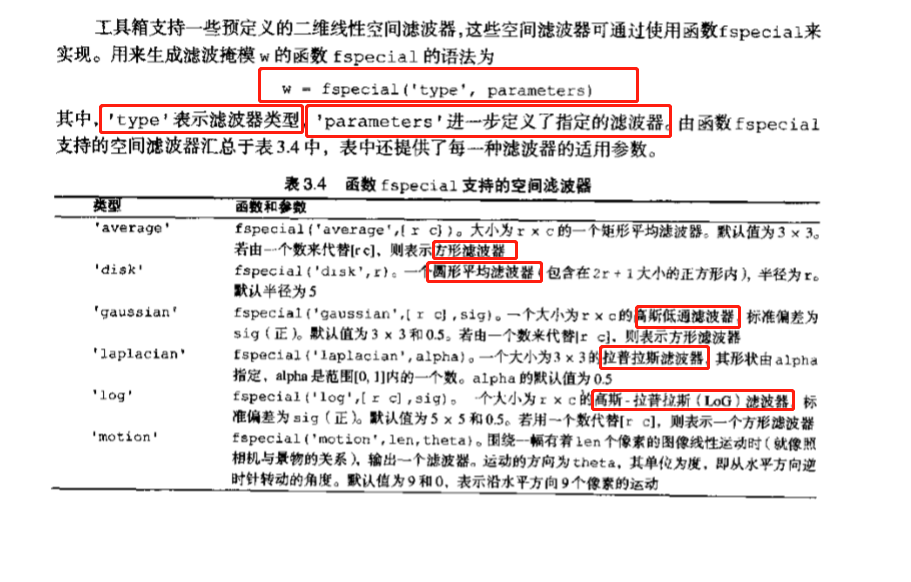 工具箱支持一些预定义的二维线性空间滤波器,这些空间滤波器可通过使用函数fspecial来
实现。用来生成滤波掩模 w 的函数 fspecial 的语法为
w = fspecial('type', parameters)
其中, 'type'表示滤波器类型, 'parameters'进一步定义了指定的滤波器。由函数 fspecial
支持的空间滤波器汇总于表 3.4 中，表中还提供了每一种滤波器的适用参数。
表 3.4 函数 fspecial 支持的空间滤波器
类型 函数和参数
'average' fspecial('average',[ r c])。大小为 r × c 的一个矩形平均滤波器。默认值为 3 × 3。
若由一个数来代替[r c]，则表示方形滤波器
'disk' fspecial('disk',r)。一个圆形平均滤波器(包含在 2r + 1 大小的正方形内)，半径为 r。
默认半径为 5
'gaussian' fspecial('gaussian',[ r c],sig)。一个大小为 r × c 的高斯低通滤波器，标准偏差为
sig（正）。默认值为 3 × 3 和 0.5。若由一个数来代替[r c]，则表示方形滤波器
'laplacian' fspecial('laplacian',alpha)。一个大小为 3 × 3 的拉普拉斯滤波器，其形状由 alpha
指定，alpha 是范围[0, 1]内的一个数。alpha 的默认值为 0.5
'log' fspecial('log',[ r c],sig)。 一个大小为 r × c 的高斯-拉普拉斯（LoG）滤波器，标
准偏差为 sig（正）。默认值为 5 × 5 和 0.5。若用一个数代替[r c]，则表示一个方形滤波器
'motion' fspecial('motion',len,theta)。围绕一幅有着 len 个像素的图像线性运动时（就像照
相机与景物的关系），输出一个滤波器。运动的方向为 theta，其单位为度，即从水平方向逆
时针转动的角度。默认值为 9 和 0，表示沿水平方向 9 个像素的运动